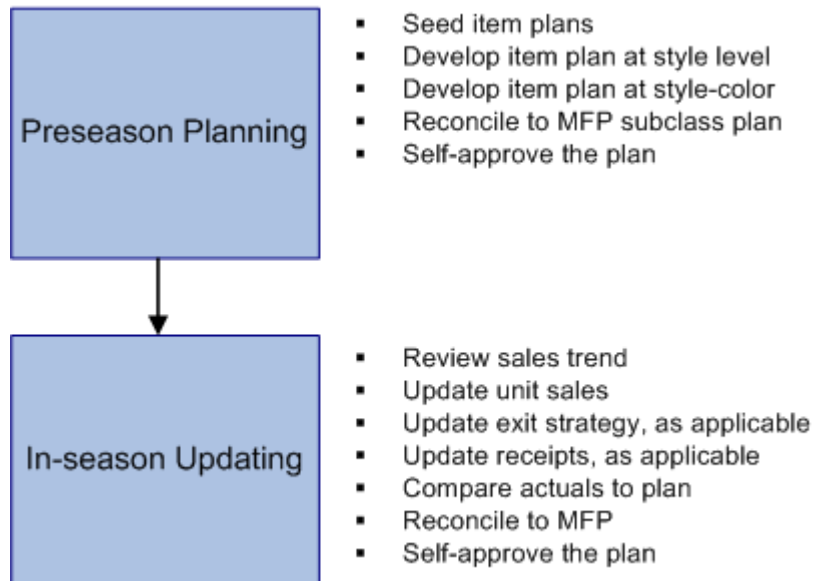 Preseason Planning
▪ Seed item plans
▪ Develop item plan at style level
▪ Develop item plan at style-color
▪ Reconcile to MFP subclass plan
▪ Self-approve the plan
In-season Updating
▪ Review sales trend
▪ Update unit sales
▪ Update exit strategy, as applicable
▪ Update receipts, as applicable
▪ Compare actuals to plan
▪ Reconcile to MFP
▪ Self-approve the plan